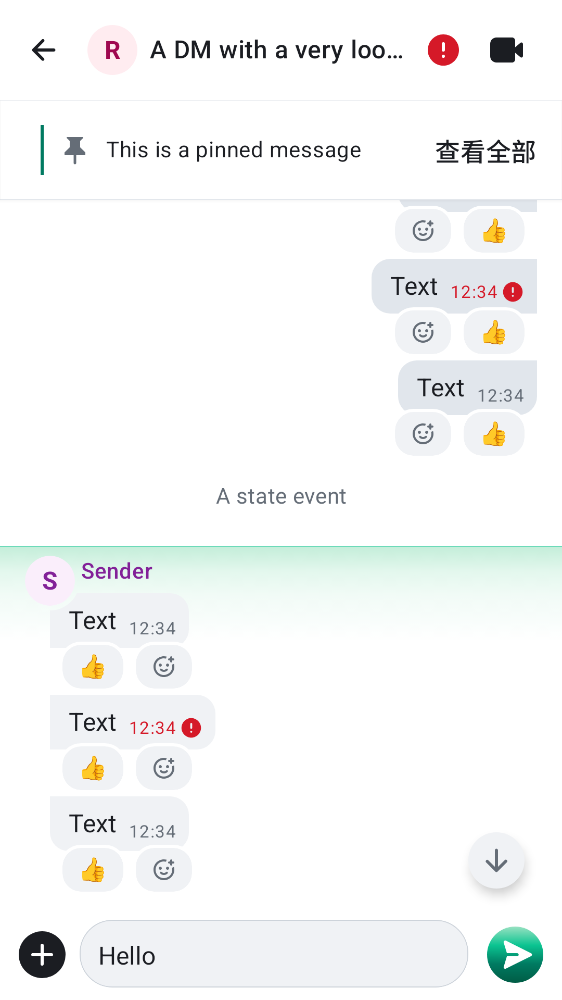 R
A DM with a very loo…
This is a pinned message
查看全部
Text 12:34
Text 12:34
A state event
S
Sender
Text 12:34
Text 12:34
Text 12:34
Hello